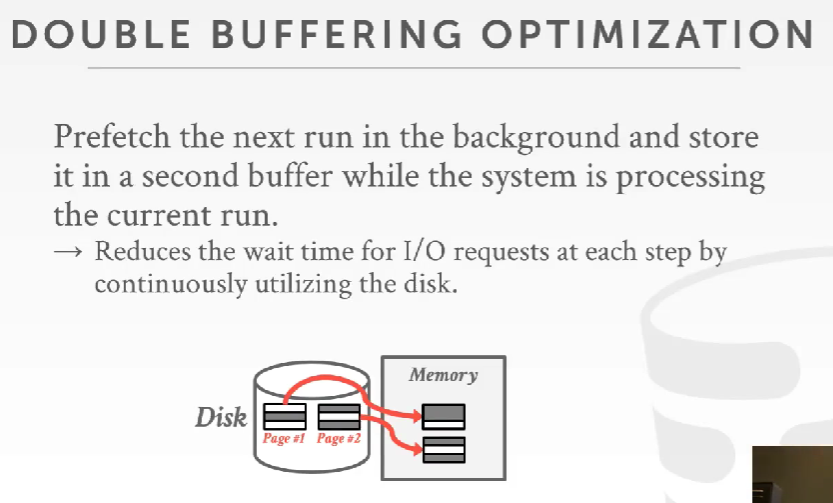 DOUBLE BUFFERING OPTIMIZATION
Prefetch the next run in the background and store
it in a second buffer while the system is processing
the current run.
→ Reduces the wait time for I/O requests at each step by
continuously utilizing the disk.
Memory
Disk
Page #1 Page #2